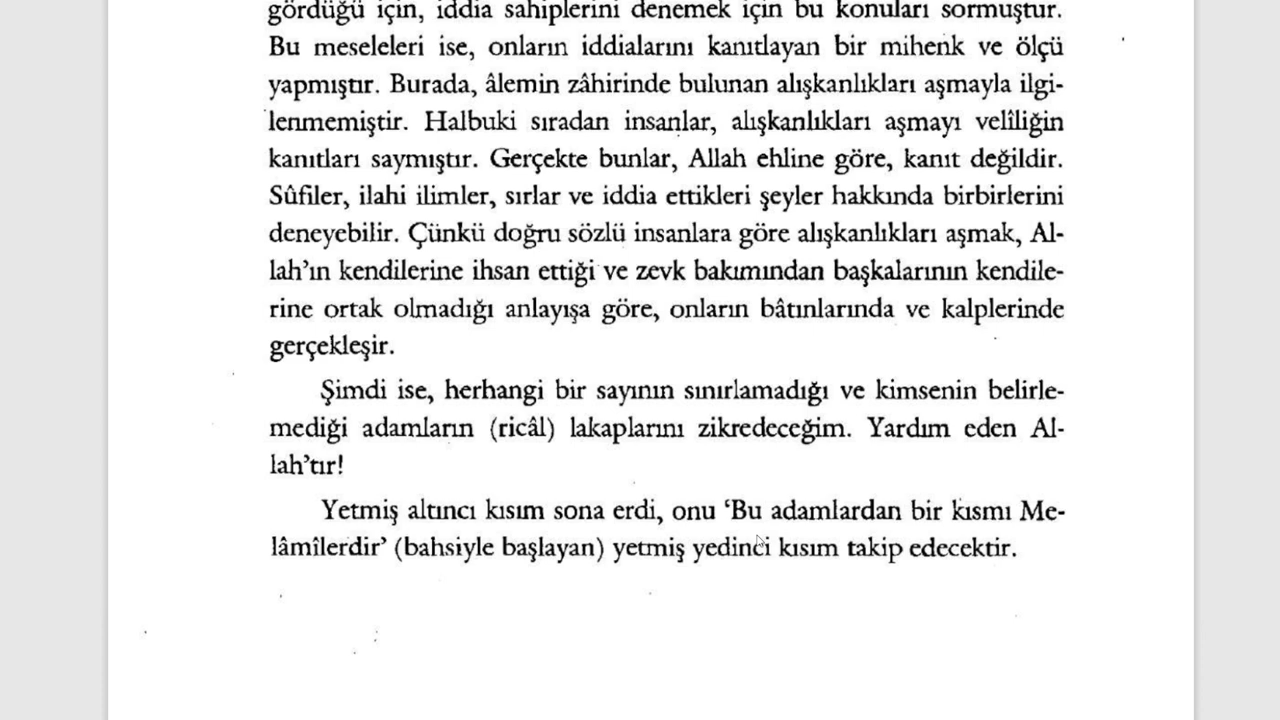 gördüğü için, iddia sahiplerini denemek için bu konuları sormuştur.
Bu meseleleri ise, onların iddialarını kanıtlayan bir mihenk ve ölçü
yapmıştır. Burada, âlemin zâhirinde bulunan alışkanlıkları aşmayla ilgi-
lenmemiştir. Halbuki sıradan insanlar, alışkanlıkları aşmayı velîliğin
kanıtları saymıştır. Gerçekte bunlar, Allah ehline göre, kanıt değildir.
Sûfiler, ilahi ilimler, sırlar ve iddia ettikleri şeyler hakkında birbirlerini
deneyebilir. Çünkü doğru sözlü insanlara göre alışkanlıkları aşmak, Al-
lah'ın kendilerine ihsan ettiği ve zevk bakımından başkalarının kendile-
rine ortak olmadığı anlayışa göre, onların bâtınlarında ve kalplerinde
gerçekleşir.
Şimdi ise, herhangi bir sayının sınırlamadığı ve kimsenin belirle-
mediği adamların (ricâl) lakaplarını zikredeceğim. Yardım eden Al-
lah'tır!
Yetmiş altıncı kısım sona erdi, onu 'Bu adamlardan bir kısmı Me-
lâmîlerdir' (bahsiyle başlayan) yetmiş yedinci kısım takip edecektir.